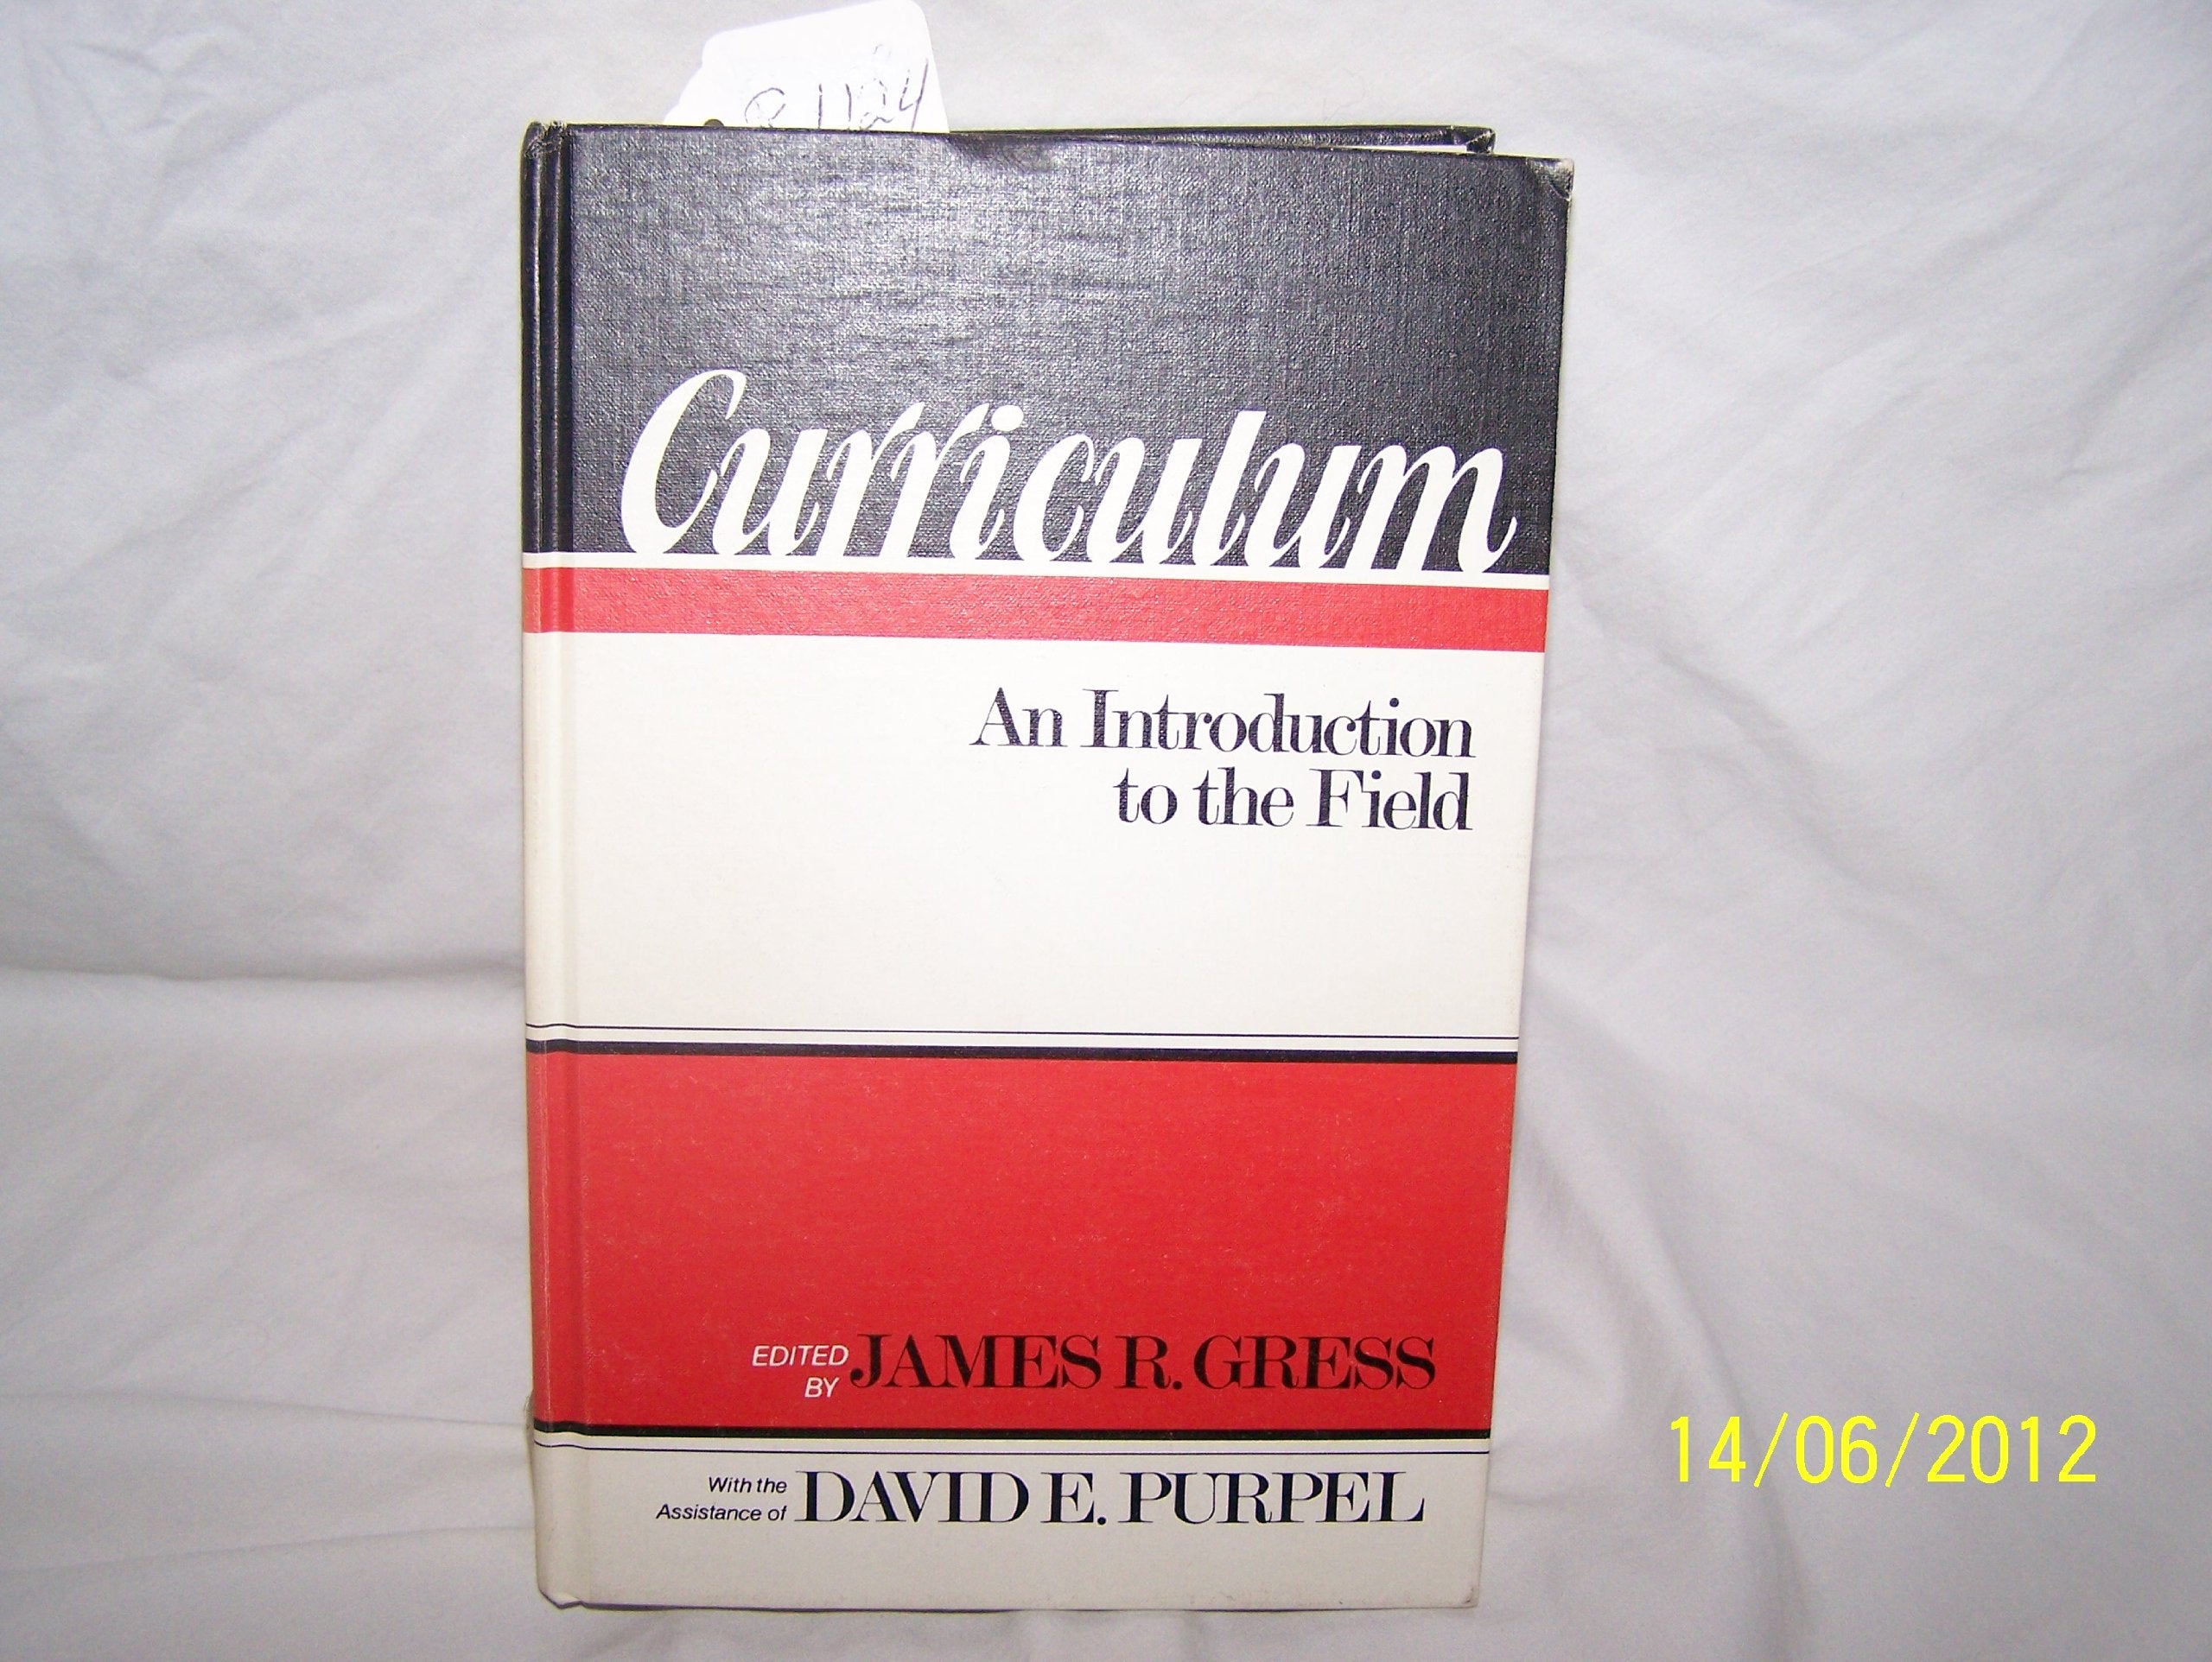 Curriculum
An Introduction
to the Field
EDITED
BY JAMES R. GRESS
With the
Assistance of DAVID E. PURPEL
14/06/2012